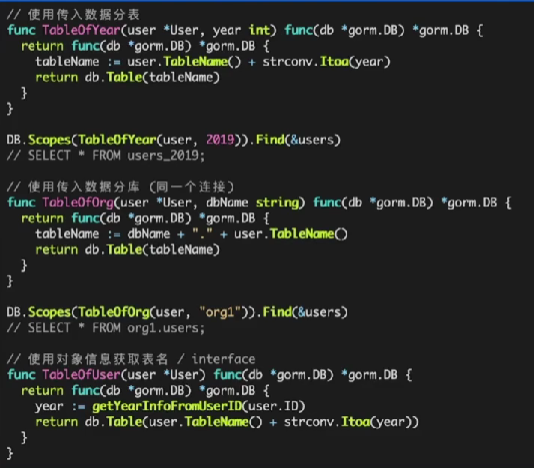 // 使用传入数据分表
func TableOfYear(user *User, year int) func(db *gorm.DB) *gorm.DB {
  return func(db *gorm.DB) *gorm.DB {
    tableName := user.TableName() + strconv.Itoa(year)
    return db.Table(tableName)
  }
}

DB.Scopes(TableOfYear(user, 2019)).Find(&users)
// SELECT * FROM users_2019;

// 使用传入数据分库 (同一个连接)
func TableOfOrg(user *User, dbName string) func(db *gorm.DB) *gorm.DB {
  return func(db *gorm.DB) *gorm.DB {
    tableName := dbName + "." + user.TableName()
    return db.Table(tableName)
  }
}

DB.Scopes(TableOfOrg(user, "org1")).Find(&users)
// SELECT * FROM org1.users;

// 使用对象信息获取表名 / interface
func TableOfUser(user *User) func(db *gorm.DB) *gorm.DB {
  return func(db *gorm.DB) *gorm.DB {
    year := getYearInfoFromUserID(user.ID)
    return db.Table(user.TableName() + strconv.Itoa(year))
  }
}